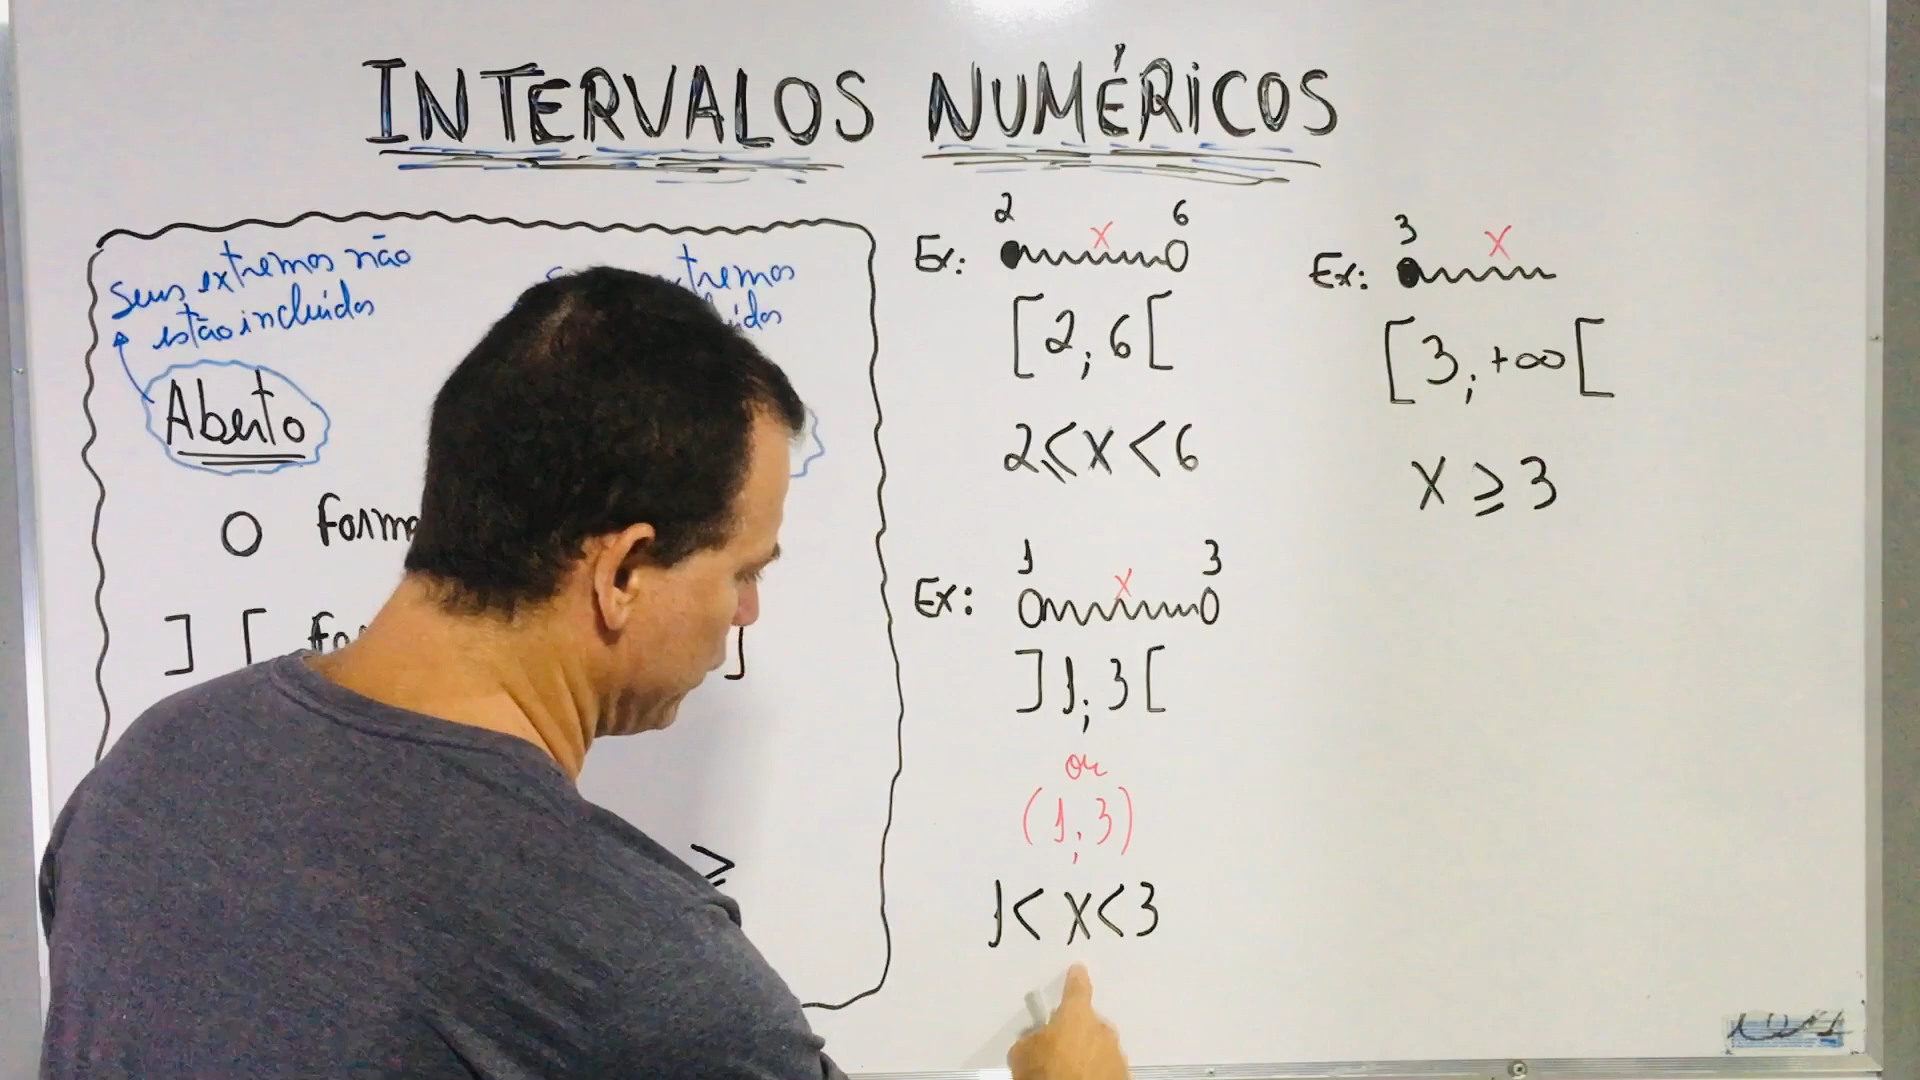 INTERVALOS NUMÉRICOS
Seus extremos não
estão incluídos
Aberto
O
] [
]
≥
Ex: 2 x 6
[2; 6[
2 ≤ x < 6
Ex: 1 x 3
]1; 3[
ou
(1; 3)
1 < x < 3
Ex: 3 x
[3; +∞[
x ≥ 3